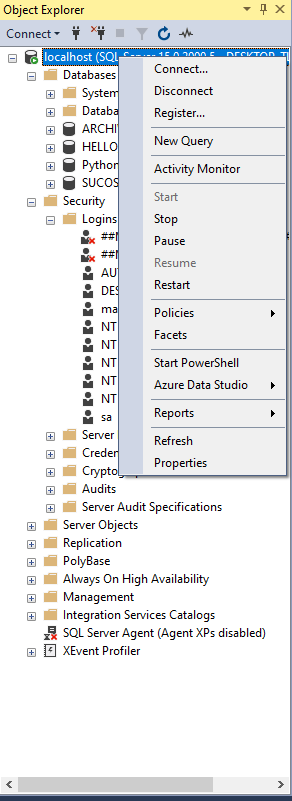 Object Explorer
Connect
localhost (SQL Server 15.0.2000.5 - DESKTOP
Databases
System
Databa
ARCHI
HELLO
Python
SUCOS
Security
Logins
##M
##M
AUT
DES
ma
NT
NT
NT
NT
NT
sa
Server
Creden
Cryptog
Audits
Server Audit Specifications
Server Objects
Replication
PolyBase
Always On High Availability
Management
Integration Services Catalogs
SQL Server Agent (Agent XPs disabled)
XEvent Profiler
Connect...
Disconnect
Register...
New Query
Activity Monitor
Start
Stop
Pause
Resume
Restart
Policies
Facets
Start PowerShell
Azure Data Studio
Reports
Refresh
Properties